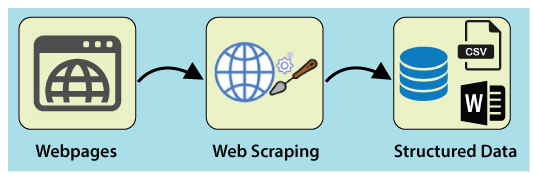 CSV
W
Webpages
Web Scraping
Structured Data